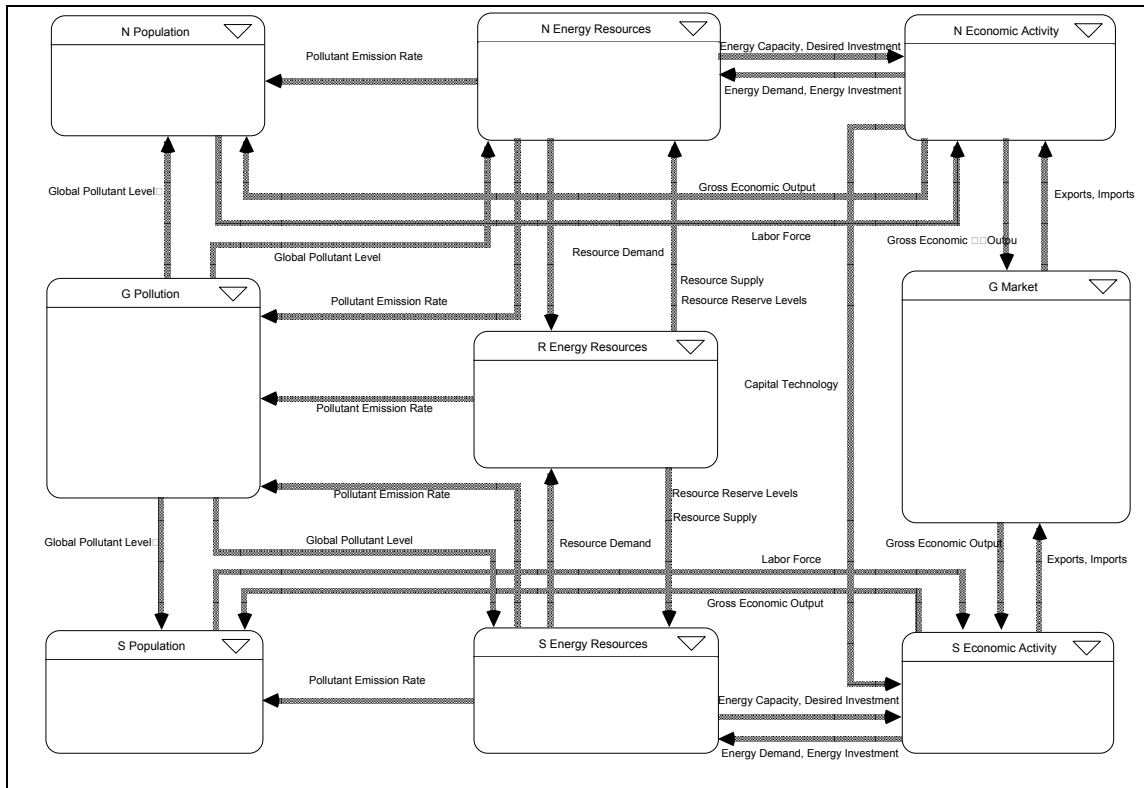 N Population
N Energy Resources
N Economic Activity
Pollutant Emission Rate
Energy Capacity, Desired Investment
Energy Demand, Energy Investment
Global Pollutant Level□
Gross Economic Output
Exports, Imports
Labor Force
Gross Economic □□Outpu
Global Pollutant Level
Resource Demand
Resource Supply
Resource Reserve Levels
G Pollution
G Market
Pollutant Emission Rate
R Energy Resources
Capital Technology
Pollutant Emission Rate
Pollutant Emission Rate
Resource Reserve Levels
Resource Supply
Global Pollutant Level□
Global Pollutant Level
Resource Demand
Gross Economic Output
Exports, Imports
Labor Force
Gross Economic Output
S Population
S Energy Resources
S Economic Activity
Pollutant Emission Rate
Energy Capacity, Desired Investment
Energy Demand, Energy Investment